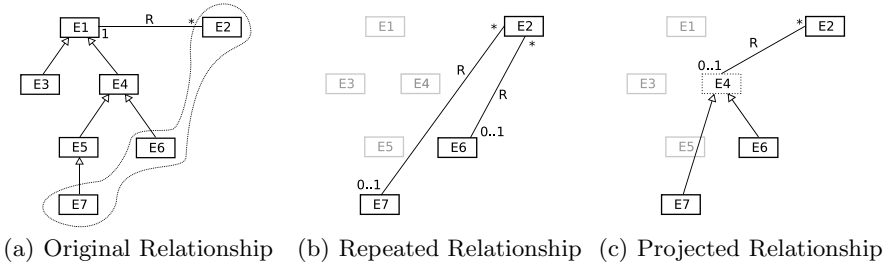 E1
R
1
*
E2
E3
E4
E5
E6
E7
(a) Original Relationship
E1
*
E2
*
R
E3
E4
R
E5
0..1
E6
0..1
E7
(b) Repeated Relationship
E1
*
E2
R
0..1
E3
E4
E5
E6
E7
(c) Projected Relationship